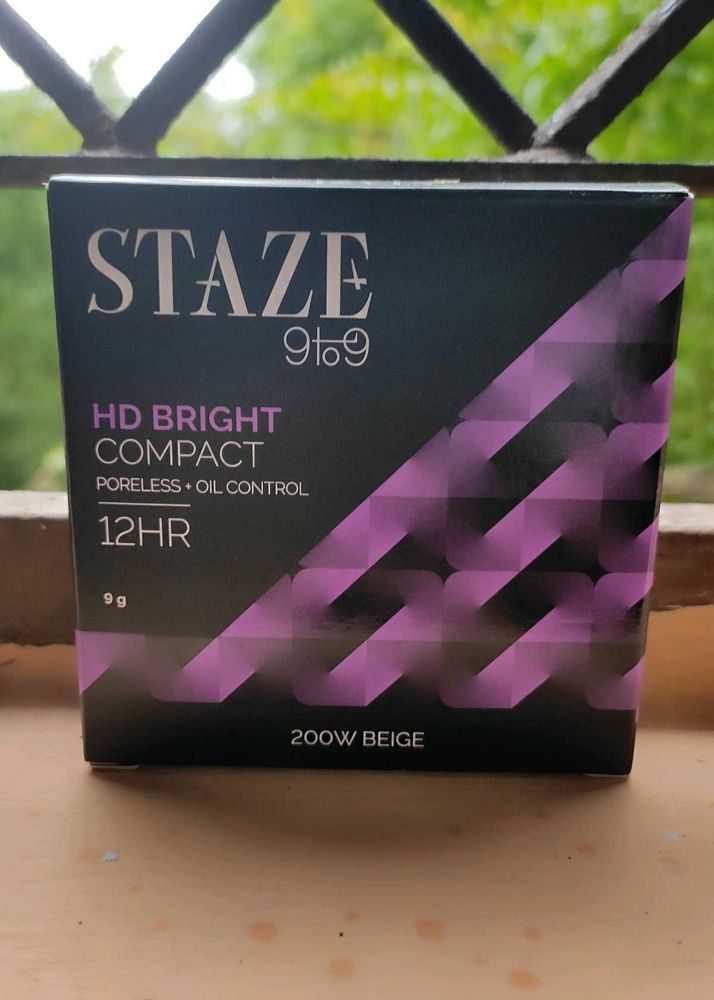 STAZE
9to9
HD BRIGHT
COMPACT
PORELESS + OIL CONTROL
12HR
9 g
200W BEIGE